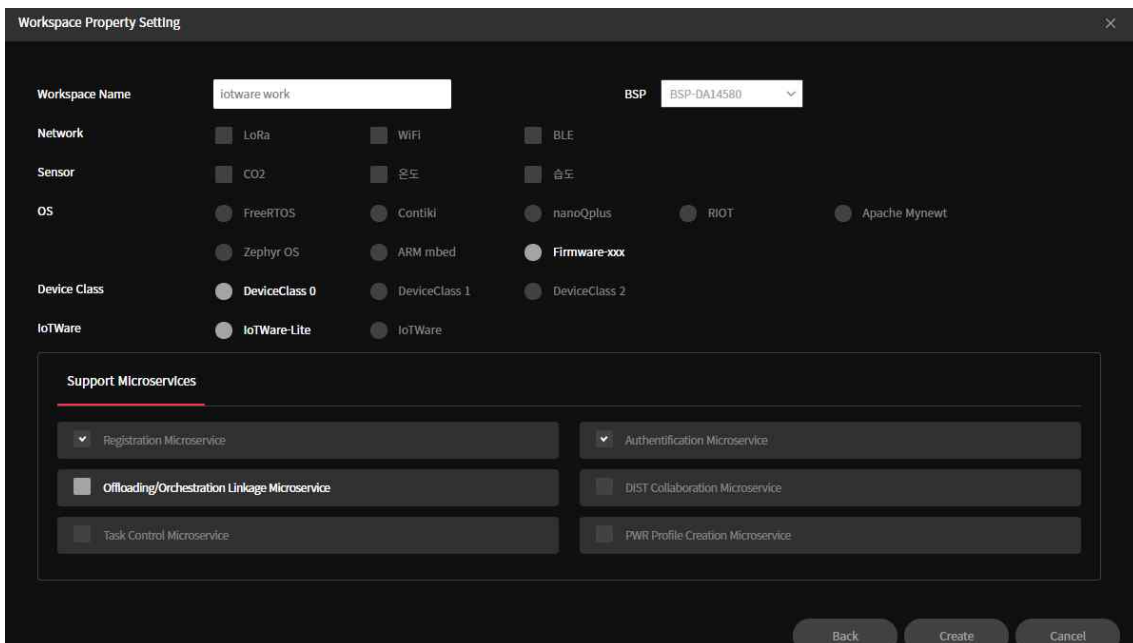 Workspace Property Setting
Workspace Name iotware work BSP BSP-DA14580
Network LoRa WiFi BLE
Sensor CO2 온도 습도
OS FreeRTOS Contiki nanoQplus RIOT Apache Mynewt
Zephyr OS ARM mbed Firmware-xxx
Device Class DeviceClass 0 DeviceClass 1 DeviceClass 2
IoTWare IoTWare-Lite IoTWare
Support Microservices
Registration Microservice Authentification Microservice
Offloading/Orchestration Linkage Microservice DIST Collaboration Microservice
Task Control Microservice PWR Profile Creation Microservice
Back Create Cancel